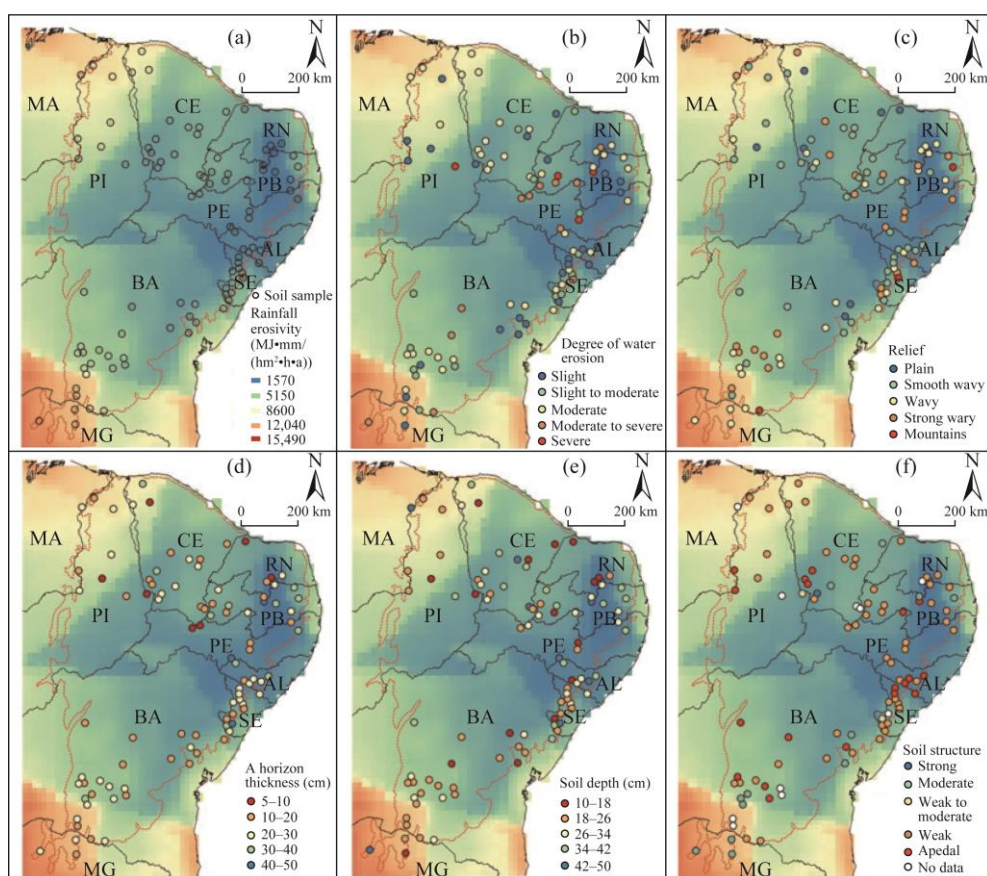 (a)
N
200 km
MA
CE
RN
PI
PB
PE
AL
BA
SE
MG
Soil sample
Rainfall
erosivity
(MJ•mm/
(hm²•h•a))
1570
5150
8600
12,040
15,490
(b)
N
200 km
MA
CE
RN
PI
PB
PE
AL
BA
SE
MG
Degree of water
erosion
Slight
Slight to moderate
Moderate
Moderate to severe
Severe
(c)
N
200 km
MA
CE
RN
PI
PB
PE
AL
BA
SE
MG
Relief
Plain
Smooth wavy
Wavy
Strong wary
Mountains
(d)
N
200 km
MA
CE
RN
PI
PB
PE
AL
BA
SE
MG
A horizon
thickness (cm)
5–10
10–20
20–30
30–40
40–50
(e)
N
200 km
MA
CE
RN
PI
PB
PE
AL
BA
SE
MG
Soil depth (cm)
10–18
18–26
26–34
34–42
42–50
(f)
N
200 km
MA
CE
RN
PI
PB
PE
AL
BA
SE
MG
Soil structure
Strong
Moderate
Weak to
moderate
Weak
Apedal
No data